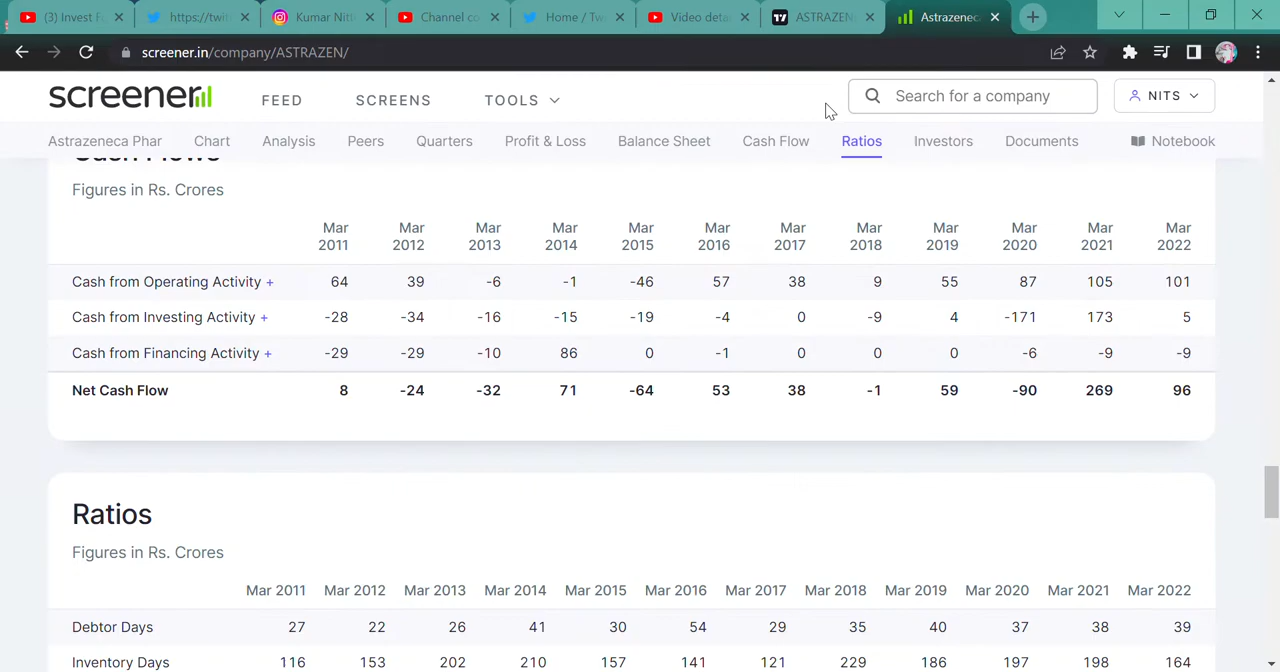 (3) Invest F
https://twit
Kumar Nitt
Channel co
Home / Tw
Video deta
ASTRAZEN
Astrazenec
screener.in/company/ASTRAZEN/
screener
FEED
SCREENS
TOOLS
Search for a company
NITS
Astrazeneca Phar Chart Analysis Peers Quarters Profit & Loss Balance Sheet Cash Flow Ratios Investors Documents Notebook
Cash Flows
Figures in Rs. Crores
Mar 2011 Mar 2012 Mar 2013 Mar 2014 Mar 2015 Mar 2016 Mar 2017 Mar 2018 Mar 2019 Mar 2020 Mar 2021 Mar 2022
Cash from Operating Activity + 64 39 -6 -1 -46 57 38 9 55 87 105 101
Cash from Investing Activity + -28 -34 -16 -15 -19 -4 0 -9 4 -171 173 5
Cash from Financing Activity + -29 -29 -10 86 0 -1 0 0 0 -6 -9 -9
Net Cash Flow 8 -24 -32 71 -64 53 38 -1 59 -90 269 96
Ratios
Figures in Rs. Crores
Mar 2011 Mar 2012 Mar 2013 Mar 2014 Mar 2015 Mar 2016 Mar 2017 Mar 2018 Mar 2019 Mar 2020 Mar 2021 Mar 2022
Debtor Days 27 22 26 41 30 54 29 35 40 37 38 39
Inventory Days 116 153 202 210 157 141 121 229 186 197 198 164